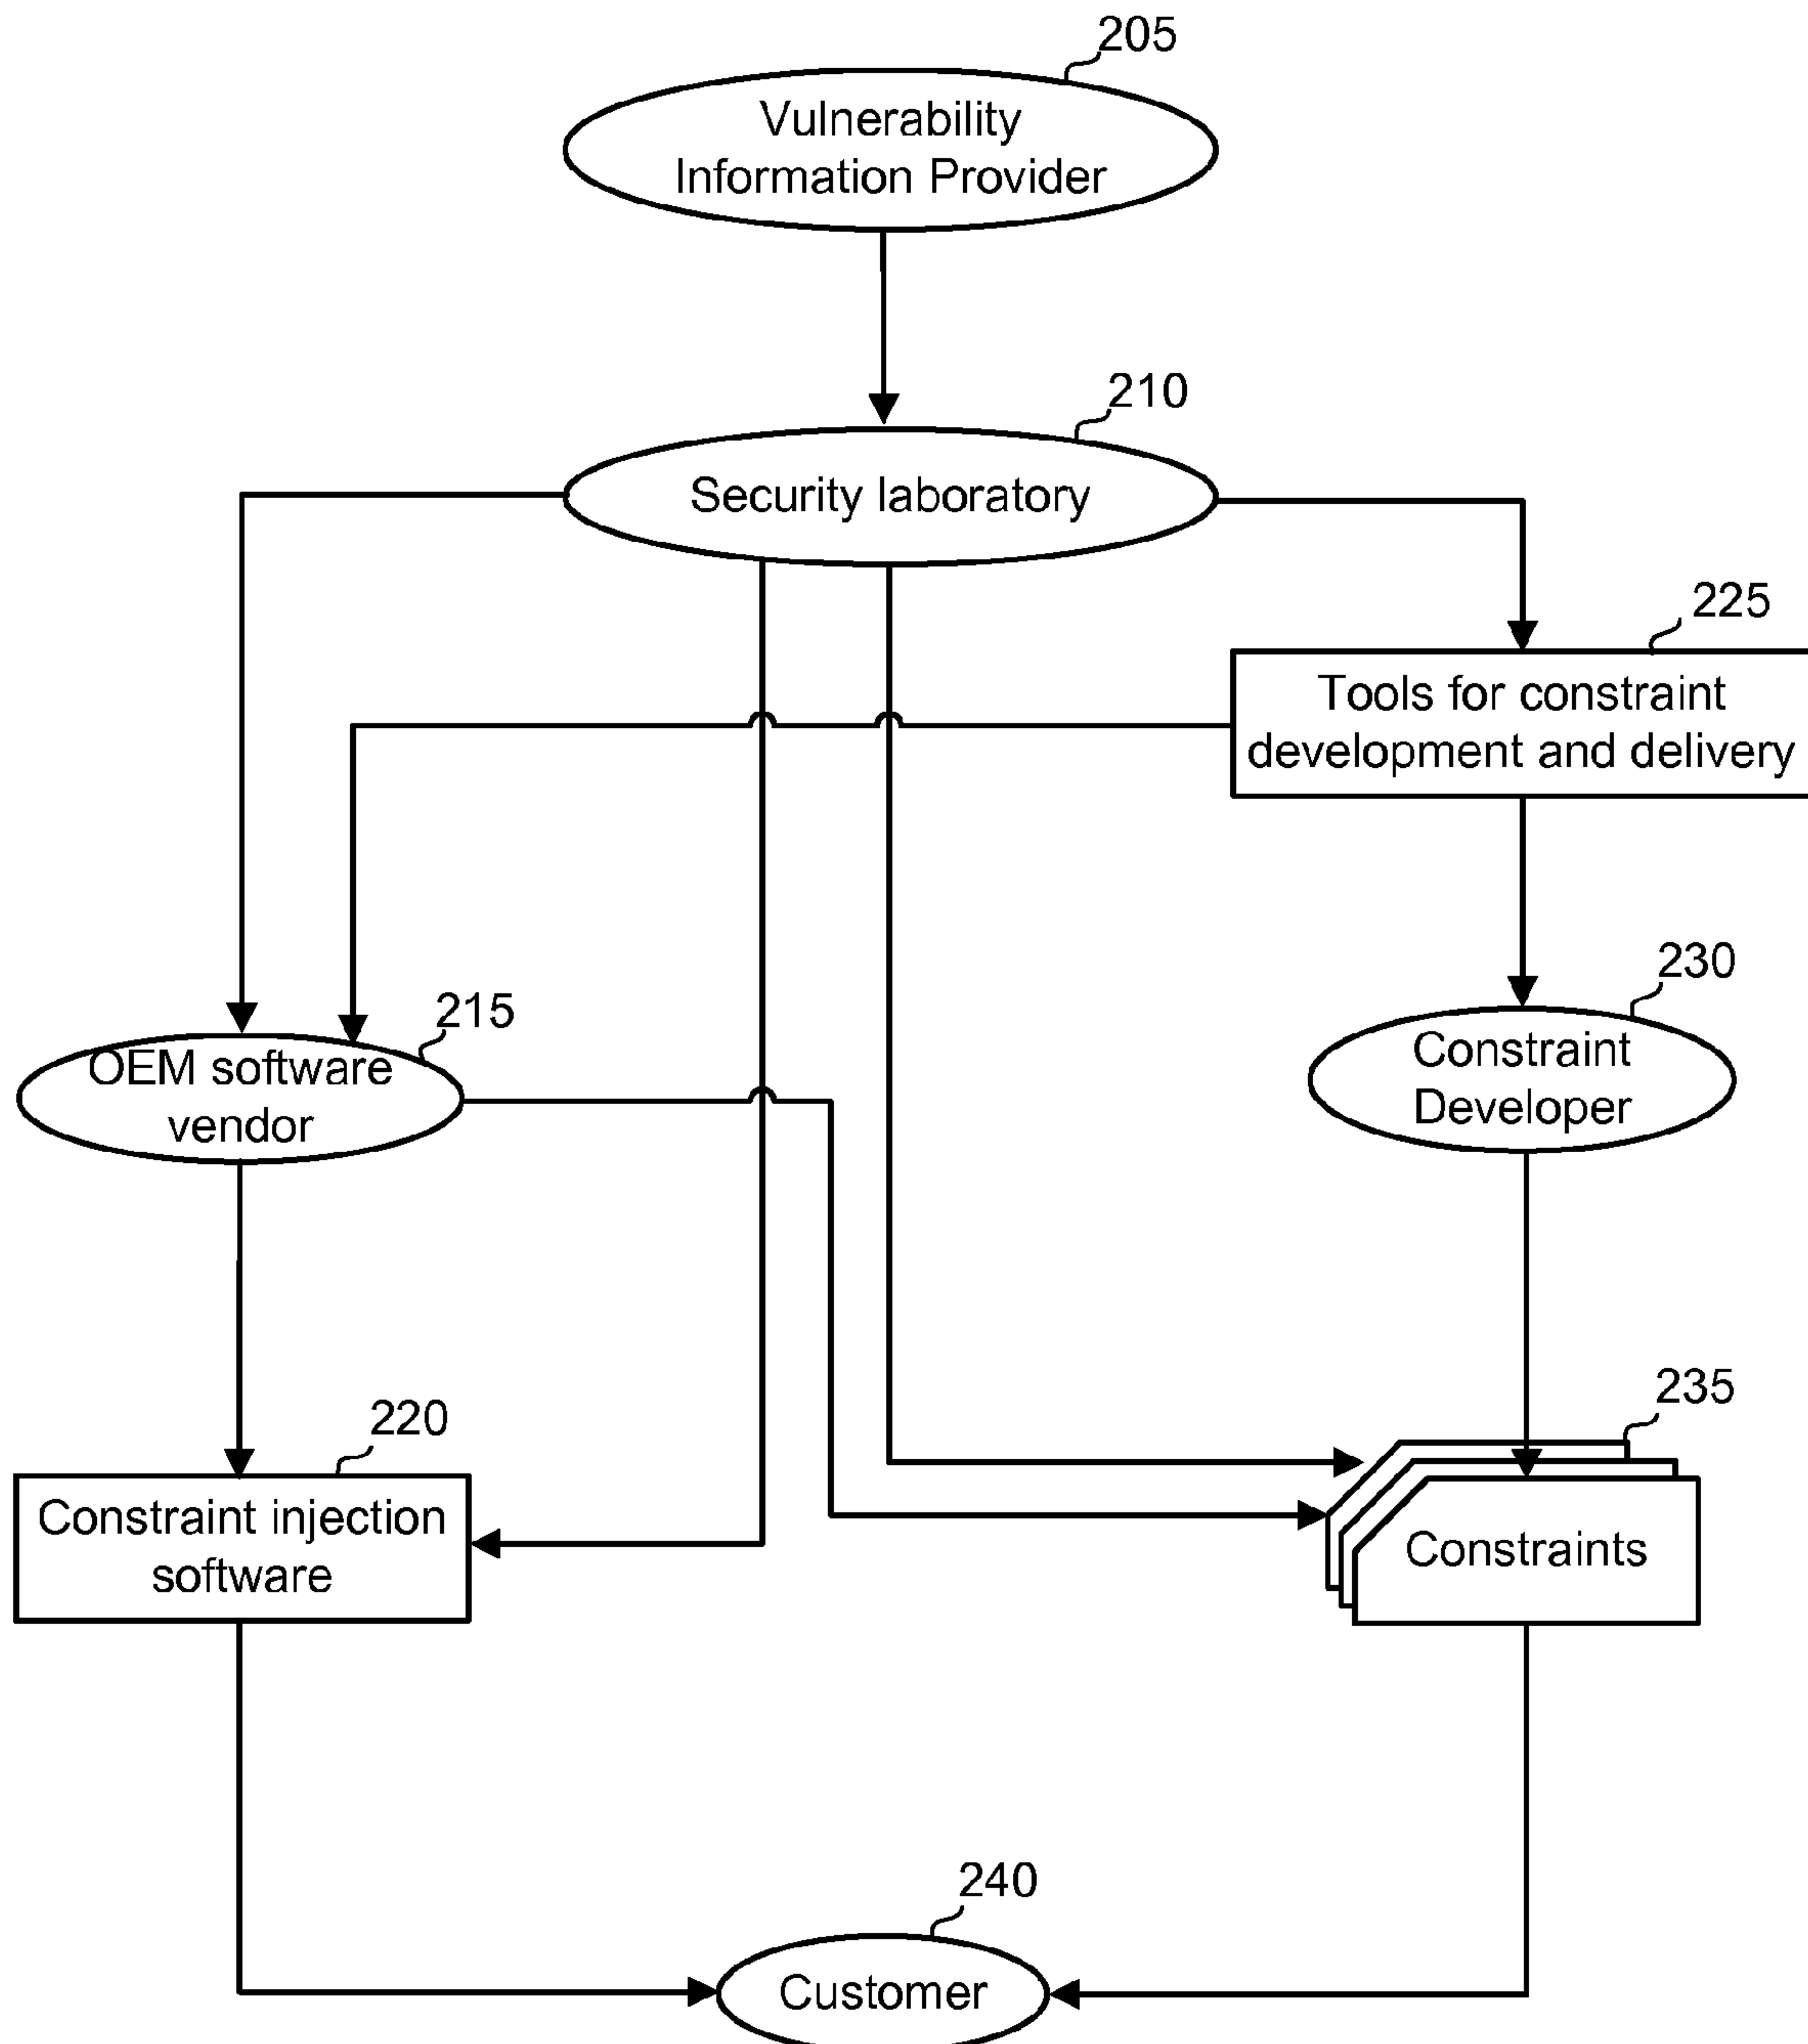 205
Vulnerability
Information Provider
210
Security laboratory
225
Tools for constraint
development and delivery
230
Constraint
Developer
215
OEM software
vendor
235
Constraints
220
Constraint injection
software
240
Customer